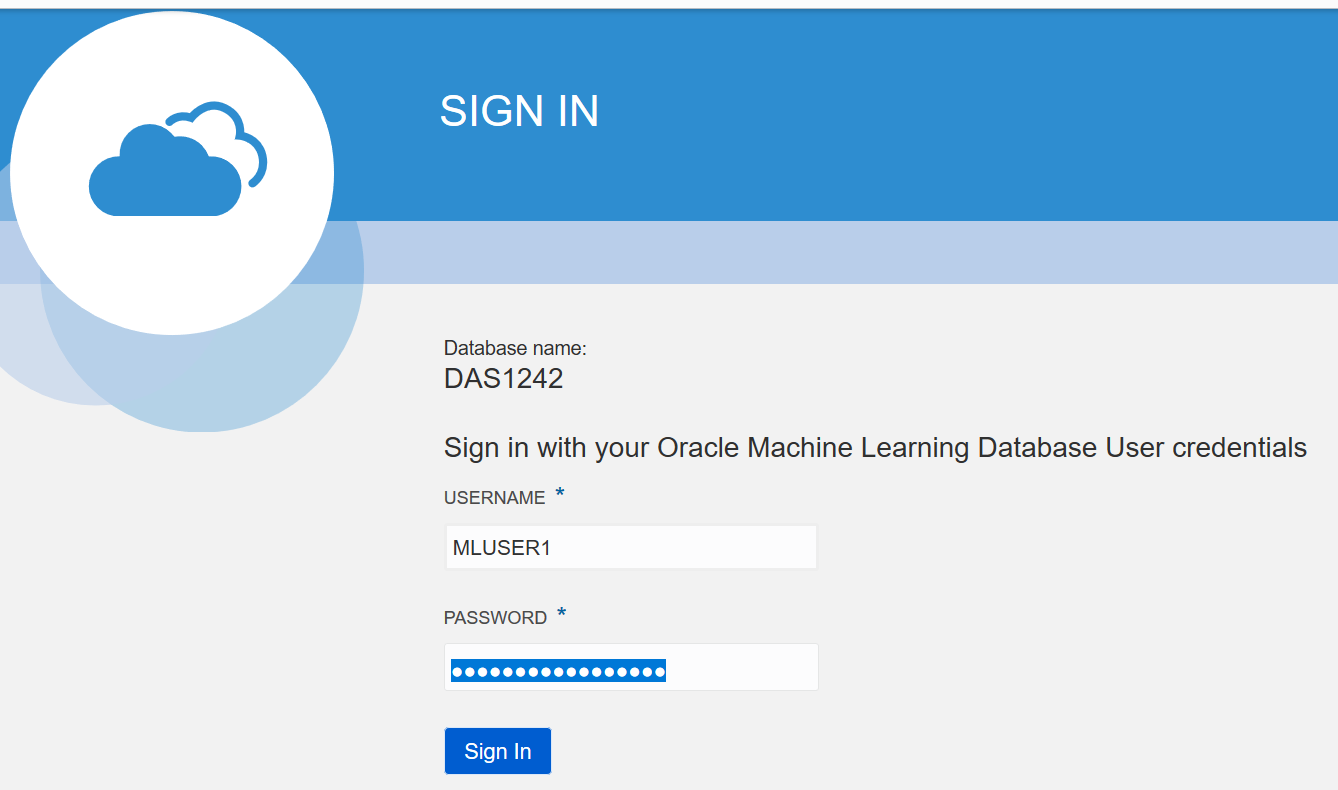 SIGN IN
Database name:
DAS1242
Sign in with your Oracle Machine Learning Database User credentials
USERNAME *
MLUSER1
PASSWORD *
•••••••••••••••••
Sign In